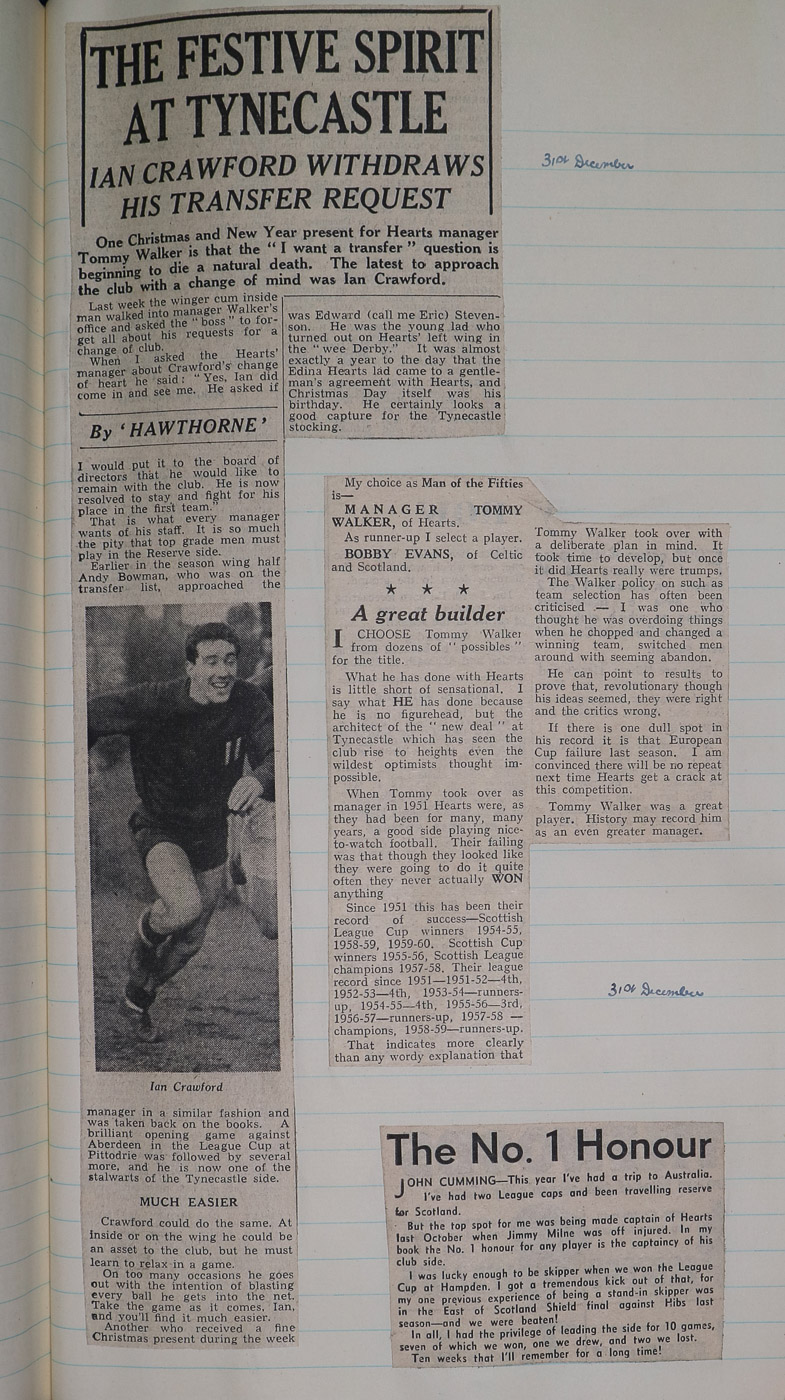 THE FESTIVE SPIRIT
AT TYNECASTLE
IAN CRAWFORD WITHDRAWS
HIS TRANSFER REQUEST
One Christmas and New Year present for Hearts manager
Tommy Walker is that the “ I want a transfer ” question is
beginning to die a natural death. The latest to approach
the club with a change of mind was Ian Crawford.
Last week the winger cum inside
man walked into manager Walker's
office and asked the “ boss ” to for-
get all about his requests for a
change of club.
When I asked the Hearts'
manager about Crawford's change
of heart he said: “ Yes, Ian did
come in and see me. He asked if
By ‘ HAWTHORNE ’
I would put it to the board of
directors that he would like to
remain with the club. He is now
resolved to stay and fight for his
place in the first team.”
That is what every manager
wants of his staff. It is so much
the pity that top grade men must
play in the Reserve side.
Earlier in the season wing half
Andy Bowman, who was on the
transfer list, approached the
11
Ian Crawford
manager in a similar fashion and
was taken back on the books. A
brilliant opening game against
Aberdeen in the League Cup at
Pittodrie was followed by several
more, and he is now one of the
stalwarts of the Tynecastle side.
MUCH EASIER
Crawford could do the same. At
inside or on the wing he could be
an asset to the club, but he must
learn to relax in a game.
On too many occasions he goes
out with the intention of blasting
every ball he gets into the net.
Take the game as it comes, Ian,
and you'll find it much easier.
Another who received a fine
Christmas present during the week
was Edward (call me Eric) Steven-
son. He was the young lad who
turned out on Hearts' left wing in
the “ wee Derby.” It was almost
exactly a year to the day that the
Edina Hearts lad came to a gentle-
man's agreement with Hearts, and
Christmas Day itself was his
birthday. He certainly looks a
good capture for the Tynecastle
stocking.
31st December
My choice as Man of the Fifties
is—
MANAGER TOMMY
WALKER, of Hearts.
As runner-up I select a player.
BOBBY EVANS, of Celtic
and Scotland.
★ ★ ★
A great builder
I CHOOSE Tommy Walker
from dozens of “ possibles ”
for the title.
What he has done with Hearts
is little short of sensational. I
say what HE has done because
he is no figurehead, but the
architect of the “ new deal ” at
Tynecastle which has seen the
club rise to heights even the
wildest optimists thought im-
possible.
When Tommy took over as
manager in 1951 Hearts were, as
they had been for many, many
years, a good side playing nice-
to-watch football. Their failing
was that though they looked like
they were going to do it quite
often they never actually WON
anything
Since 1951 this has been their
record of success—Scottish
League Cup winners 1954-55,
1958-59, 1959-60. Scottish Cup
winners 1955-56, Scottish League
champions 1957-58. Their league
record since 1951—1951-52—4th,
1952-53—4th, 1953-54—runners-
up, 1954-55—4th, 1955-56—3rd,
1956-57—runners-up, 1957-58 —
champions, 1958-59—runners-up.
That indicates more clearly
than any wordy explanation that
Tommy Walker took over with
a deliberate plan in mind. It
took time to develop, but once
it did Hearts really were trumps.
The Walker policy on such as
team selection has often been
criticised — I was one who
thought he was overdoing things
when he chopped and changed a
winning team, switched men
around with seeming abandon.
He can point to results to
prove that, revolutionary though
his ideas seemed, they were right
and the critics wrong.
If there is one dull spot in
his record it is that European
Cup failure last season. I am
convinced there will be no repeat
next time Hearts get a crack at
this competition.
Tommy Walker was a great
player. History may record him
as an even greater manager.
31st December
The No. 1 Honour
JOHN CUMMING—This year I've had a trip to Australia.
I've had two League caps and been travelling reserve
for Scotland.
But the top spot for me was being made captain of Hearts
last October when Jimmy Milne was off injured. In my
book the No. 1 honour for any player is the captaincy of his
club side.
I was lucky enough to be skipper when we won the League
Cup at Hampden. I got a tremendous kick out of that, for
my one previous experience of being a stand-in skipper was
in the East of Scotland Shield final against Hibs last
season—and we were beaten!
In all, I had the privilege of leading the side for 10 games,
seven of which we won, one we drew, and two we lost.
Ten weeks that I'll remember for a long time!